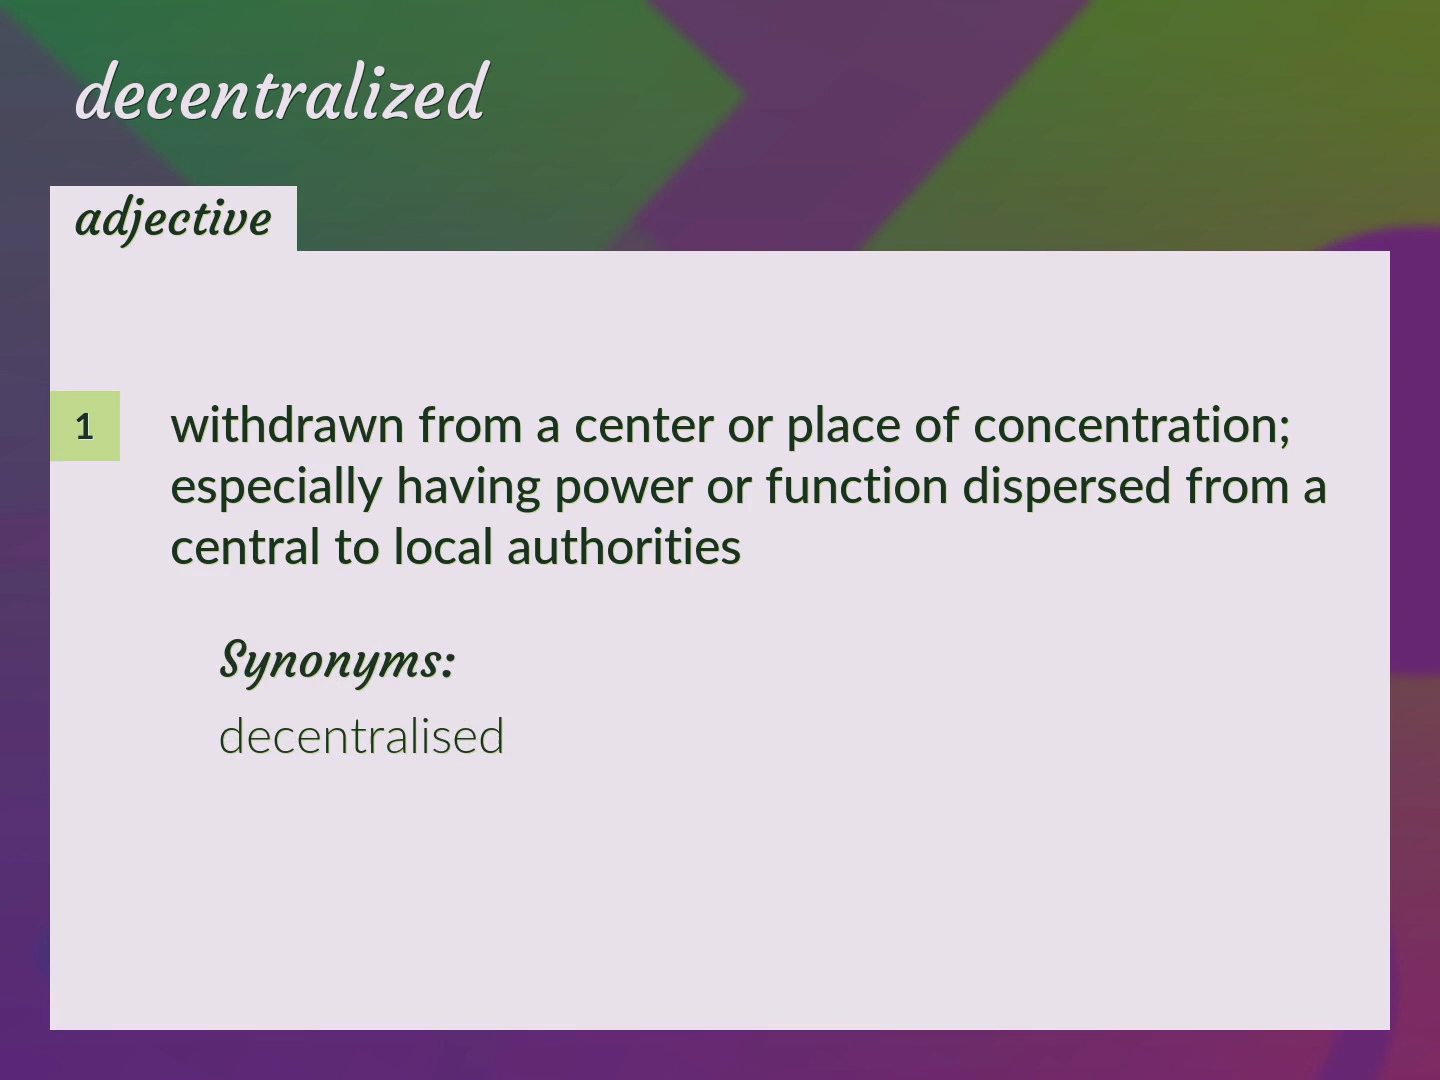 decentralized
adjective
1
withdrawn from a center or place of concentration;
especially having power or function dispersed from a
central to local authorities
Synonyms:
decentralised